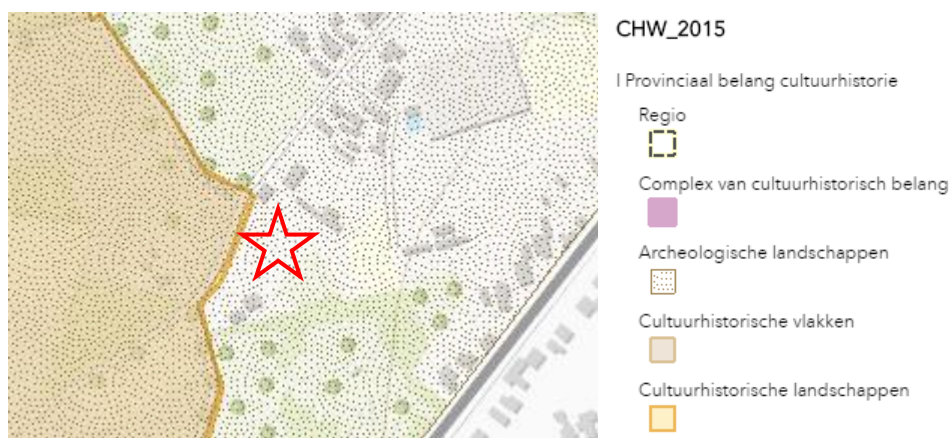 CHW_2015
I Provinciaal belang cultuurhistorie
Regio
Complex van cultuurhistorisch belang
Archeologische landschappen
Cultuurhistorische vlakken
Cultuurhistorische landschappen